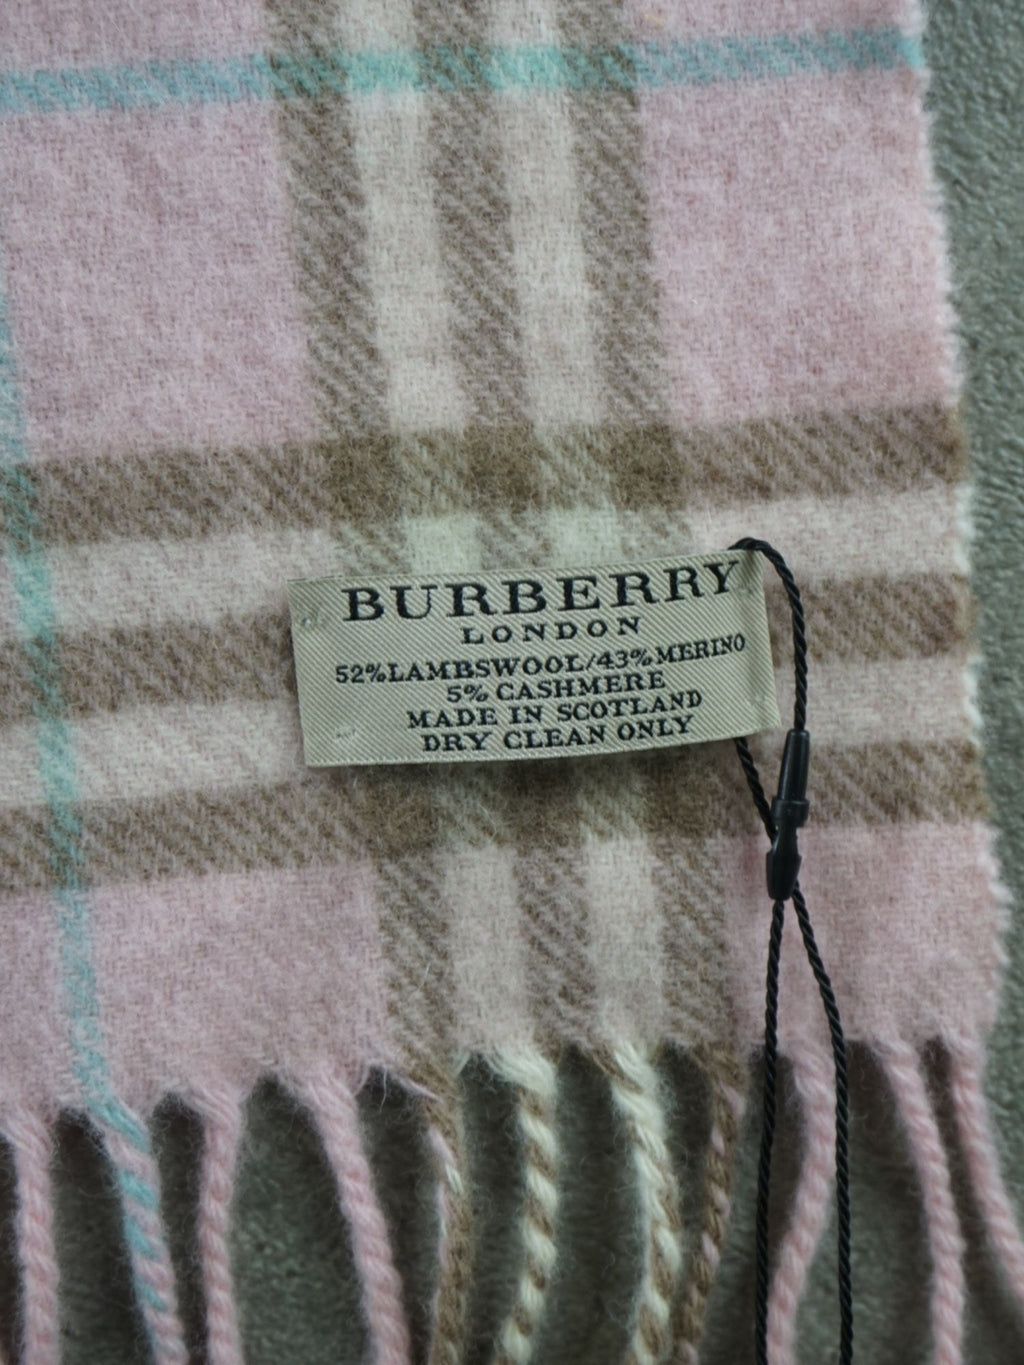 BURBERRY
LONDON
52%LAMBSWOOL/43%MERINO
5% CASHMERE
MADE IN SCOTLAND
DRY CLEAN ONLY